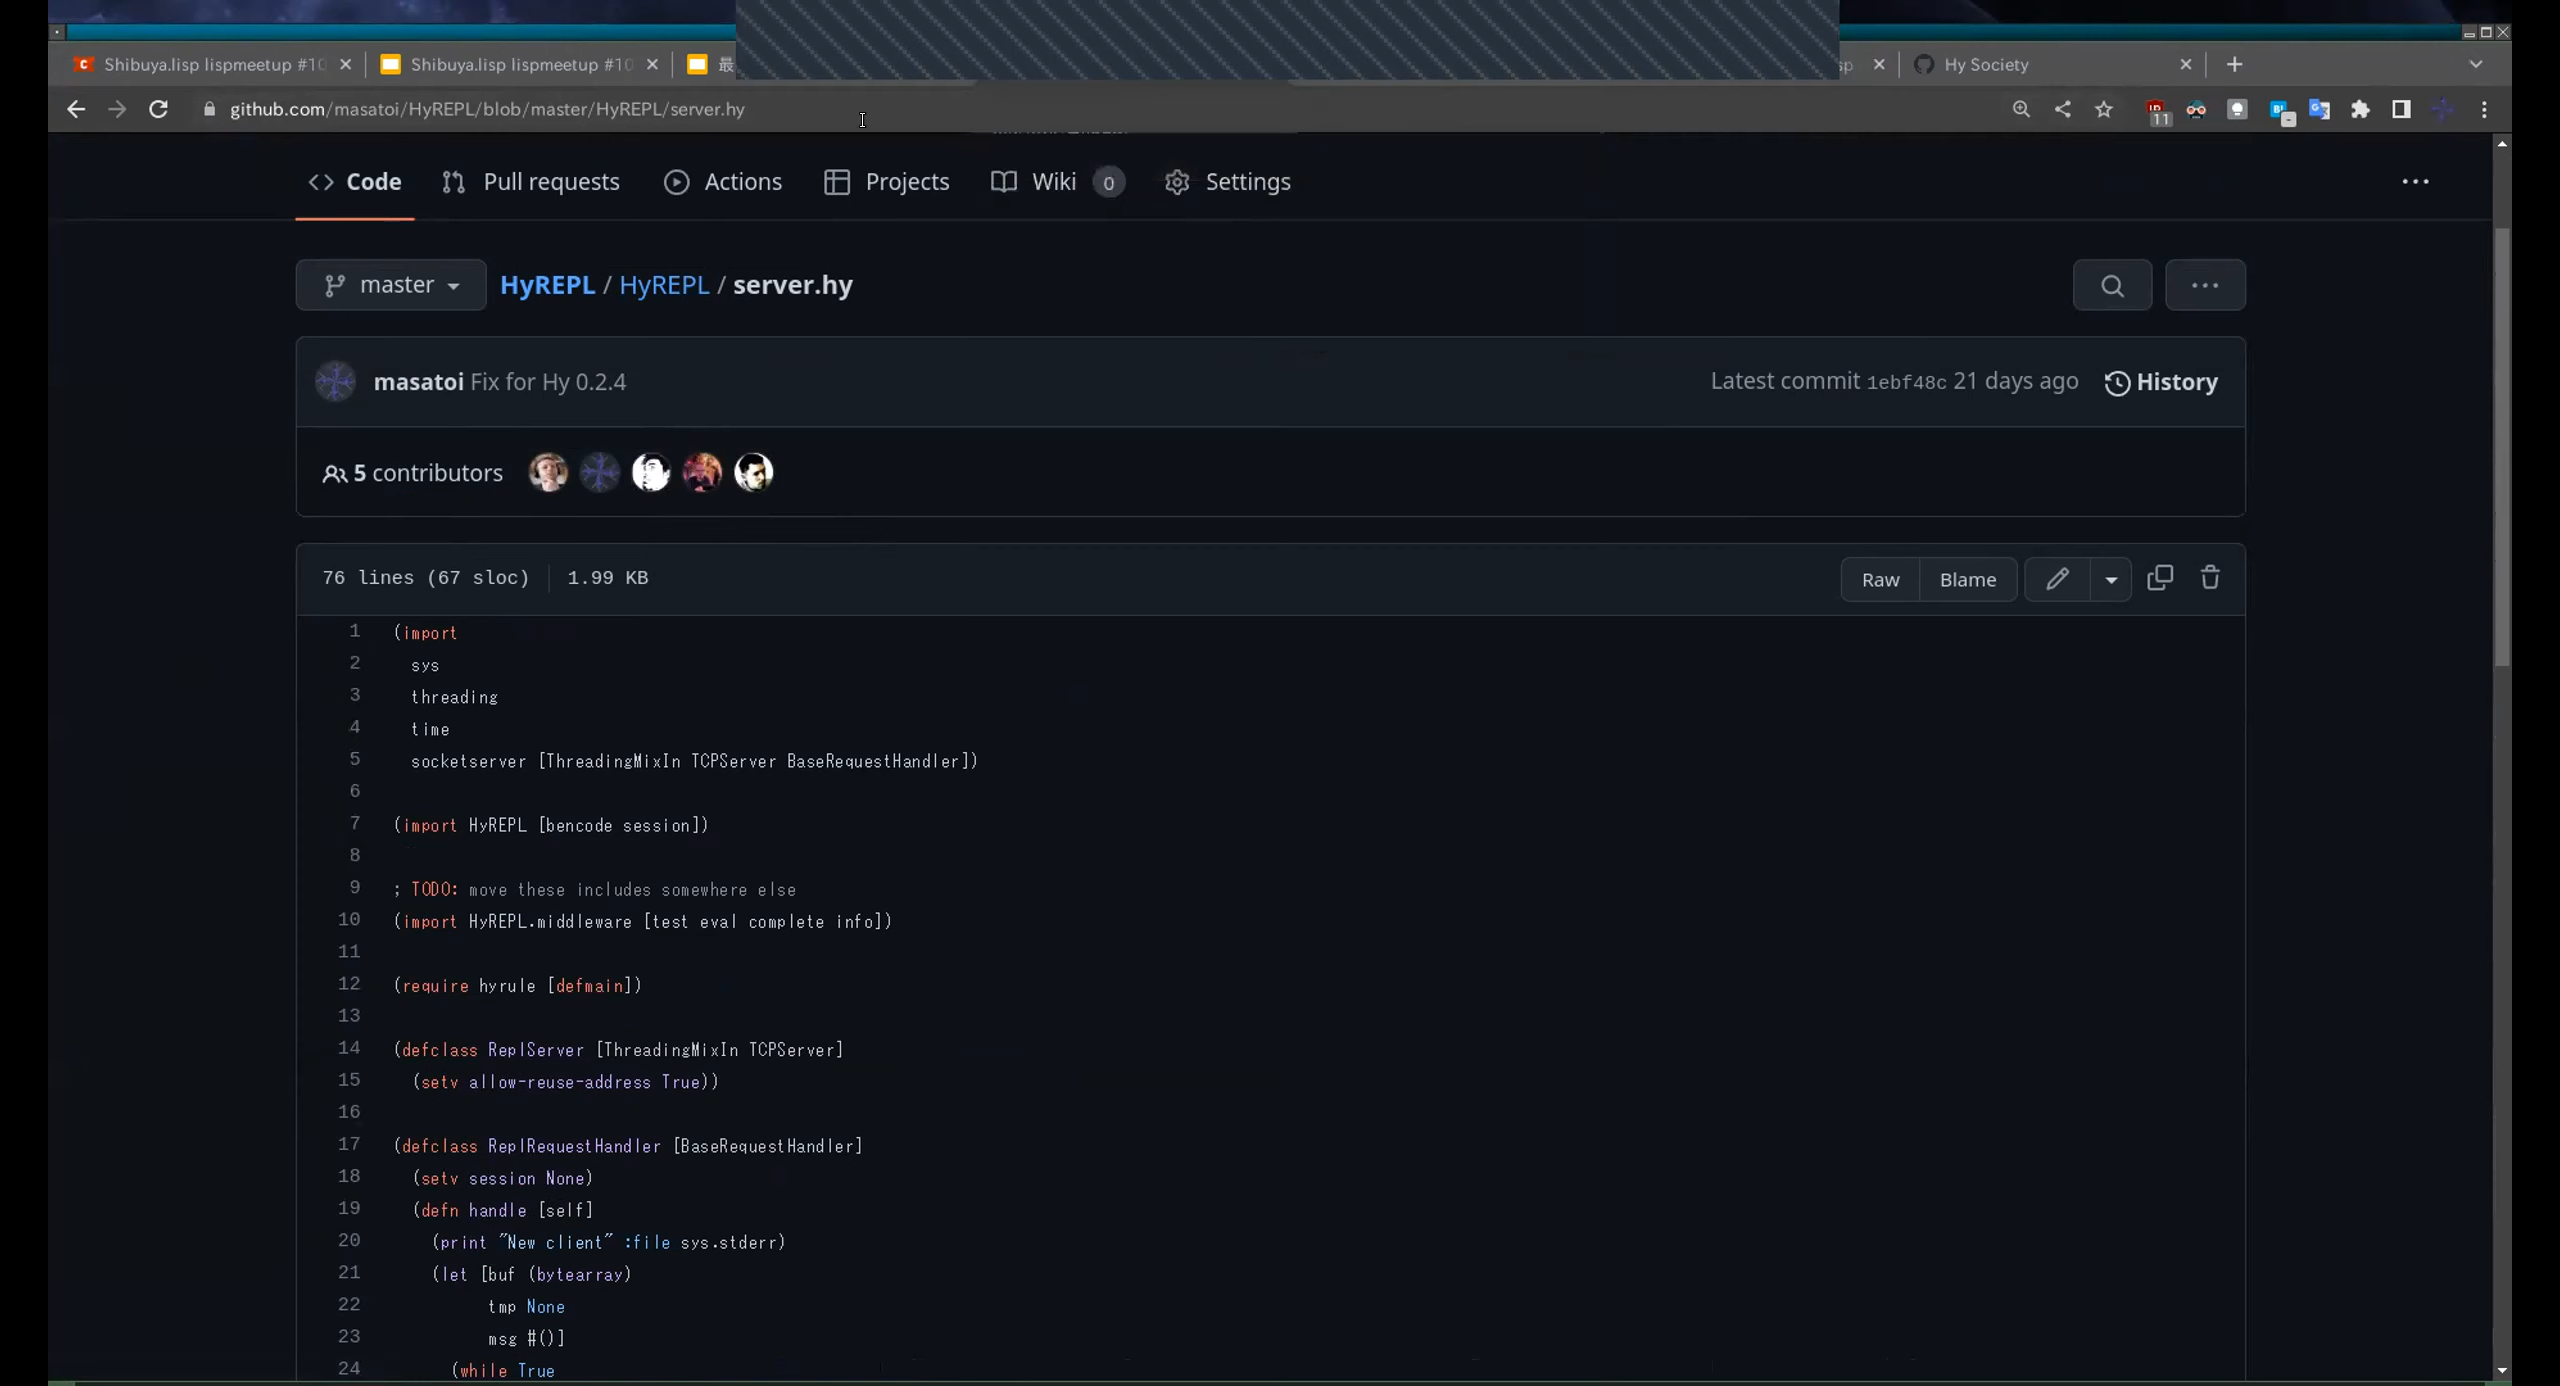 Shibuya.lisp lispmeetup #10
Shibuya.lisp lispmeetup #10
最
sp
Hy Society
github.com/masatoi/HyREPL/blob/master/HyREPL/server.hy
11
Code
Pull requests
Actions
Projects
Wiki 0
Settings
master
HyREPL / HyREPL / server.hy
masatoi Fix for Hy 0.2.4
Latest commit 1ebf48c 21 days ago
History
5 contributors
76 lines (67 sloc) 1.99 KB
Raw
Blame
1 (import
2 sys
3 threading
4 time
5 socketserver [ThreadingMixIn TCPServer BaseRequestHandler])
6
7 (import HyREPL [bencode session])
8
9 ; TODO: move these includes somewhere else
10 (import HyREPL.middleware [test eval complete info])
11
12 (require hyrule [defmain])
13
14 (defclass ReplServer [ThreadingMixIn TCPServer]
15 (setv allow-reuse-address True))
16
17 (defclass ReplRequestHandler [BaseRequestHandler]
18 (setv session None)
19 (defn handle [self]
20 (print "New client" :file sys.stderr)
21 (let [buf (bytearray)
22 tmp None
23 msg #()]
24 (while True